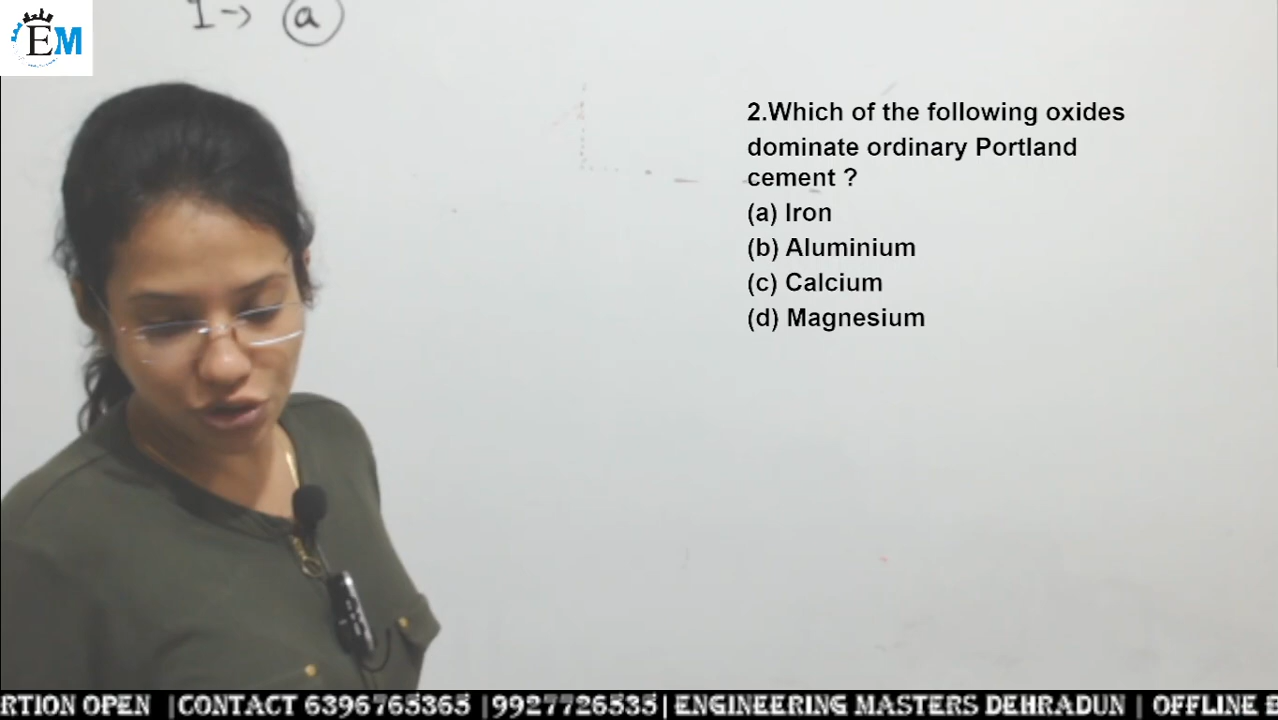 EM
1 → (a)
2.Which of the following oxides
dominate ordinary Portland
cement ?
(a) Iron
(b) Aluminium
(c) Calcium
(d) Magnesium
RTION OPEN |CONTACT 6396765365 |9927726535| ENGINEERING MASTERS DEHRADUN | OFFLINE E